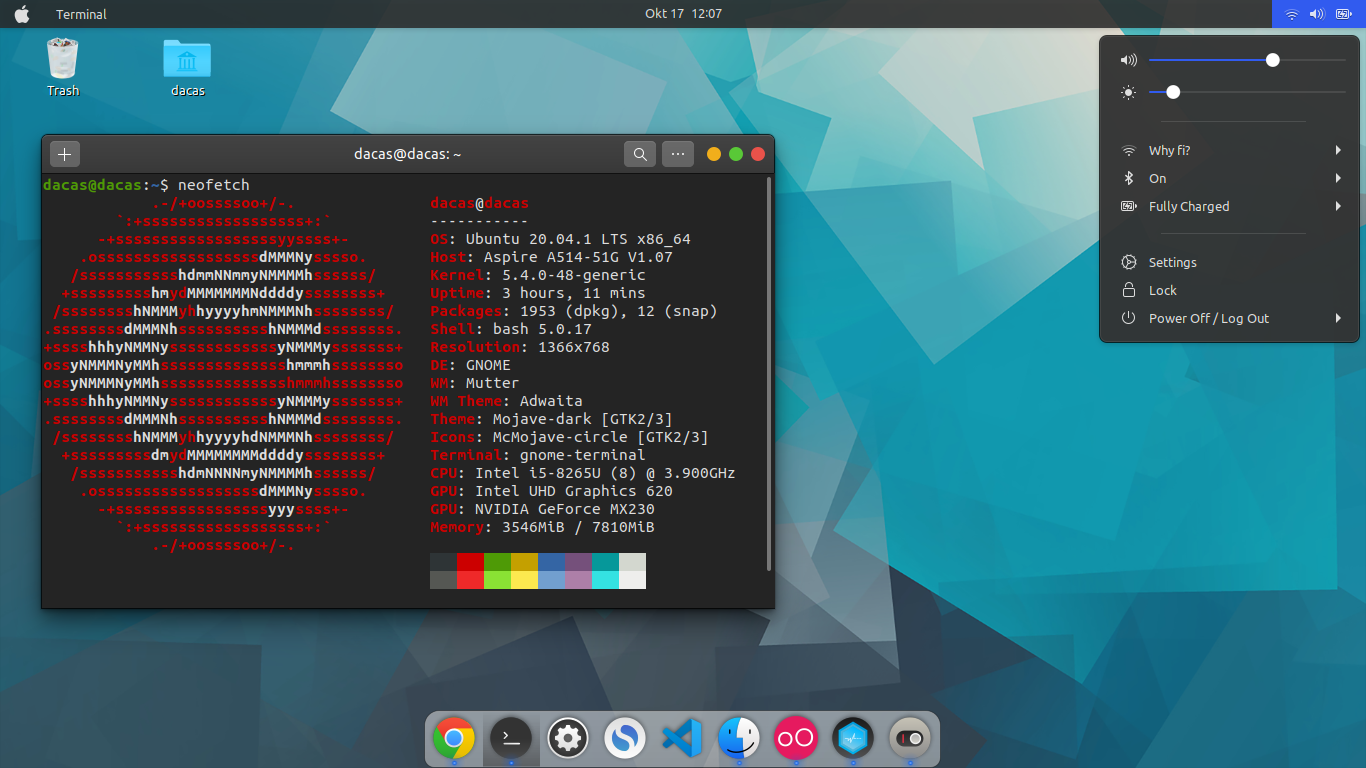 Terminal
Okt 17 12:07
Trash
dacas
dacas@dacas: ~
dacas@dacas:~$ neofetch
.-/+oossssoo+/-.
dacas@dacas
`:+ssssssssssssssssss+:`
-----------
-+ssssssssssssssssssyyssss+-
OS: Ubuntu 20.04.1 LTS x86_64
.ossssssssssssssssssdMMMNysssso.
Host: Aspire A514-51G V1.07
/ssssssssssshdmmNNmmyNMMMMhssssss/
Kernel: 5.4.0-48-generic
+ssssssssshmydMMMMMMMNddddyssssssss+
Uptime: 3 hours, 11 mins
/sssssssshNMMMyhhyyyyhmNMMMNhssssssss/
Packages: 1953 (dpkg), 12 (snap)
.ssssssssdMMMNhsssssssssshNMMMdssssssss.
Shell: bash 5.0.17
+sssshhhyNMMNyssssssssssssyNMMMysssssss+
Resolution: 1366x768
ossyNMMMNyMMhsssssssssssssshmmmhssssssso
DE: GNOME
ossyNMMMNyMMhsssssssssssssshmmmhssssssso
WM: Mutter
+sssshhhyNMMNyssssssssssssyNMMMysssssss+
WM Theme: Adwaita
.ssssssssdMMMNhsssssssssshNMMMdssssssss.
Theme: Mojave-dark [GTK2/3]
/sssssssshNMMMyhhyyyyhdNMMMNhssssssss/
Icons: McMojave-circle [GTK2/3]
+sssssssssdmydMMMMMMMMddddyssssssss+
Terminal: gnome-terminal
/ssssssssssshdmNNNNmyNMMMMhssssss/
CPU: Intel i5-8265U (8) @ 3.900GHz
.ossssssssssssssssssdMMMNysssso.
GPU: Intel UHD Graphics 620
-+sssssssssssssssssyyyssss+-
GPU: NVIDIA GeForce MX230
`:+ssssssssssssssssss+:`
Memory: 3546MiB / 7810MiB
.-/+oossssoo+/-.
Why fi?
On
Fully Charged
Settings
Lock
Power Off / Log Out